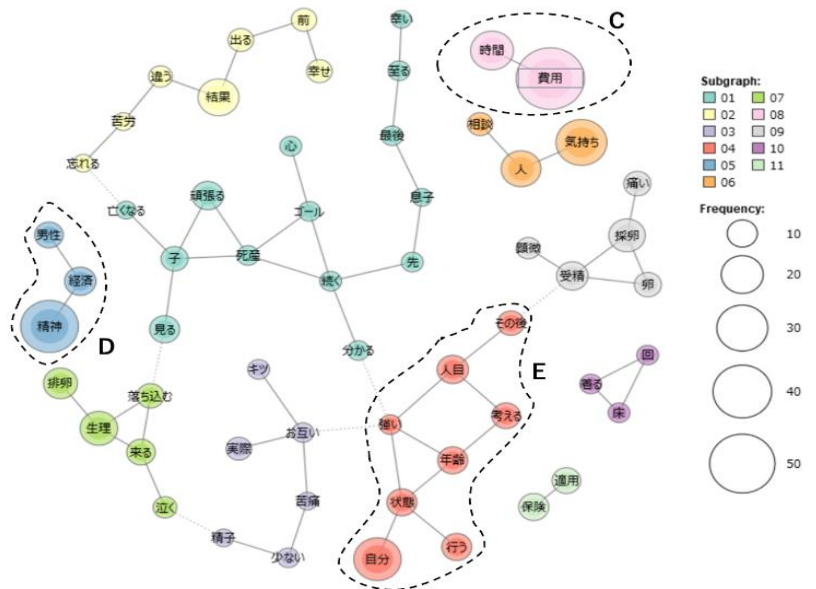 C
前
幸い
出る
時間
費用
違う
至る
幸せ
結果
苦労
相談
気持ち
最後
人
忘れる
心
痛い
頑張る
息子
亡くなる
ゴール
男性
採卵
子
死産
顕微
先
経済
続く
受精
卵
精神
見る
その後
D
分かる
E
人目
回
キツ
排卵
落ち込む
善る
考える
床
生理
お互い
強い
来る
実際
年齢
適用
苦痛
状態
保険
泣く
精子
行う
少ない
自分
Subgraph:
01 07
02 08
03 09
04 10
05 11
06
Frequency:
10
20
30
40
50